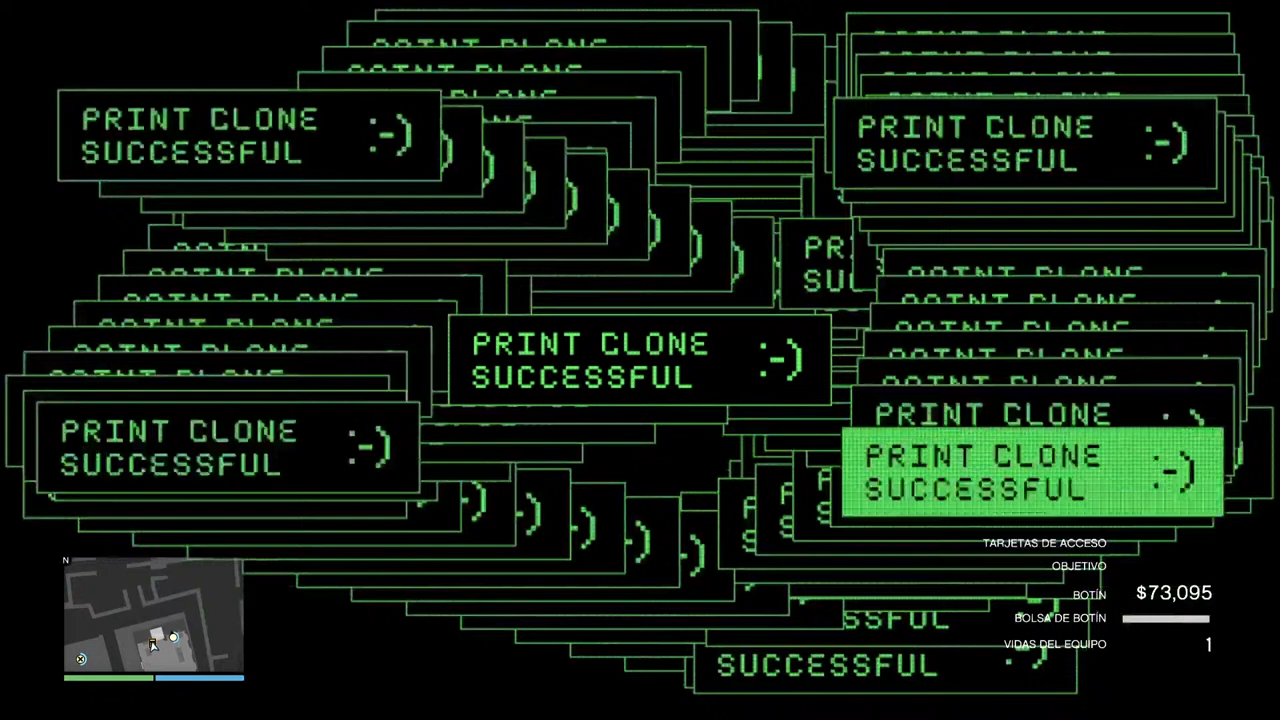 PRINT CLONE
SUCCESSFUL :-)
PRINT CLONE
SUCCESSFUL :-)
PRINT CLONE
SUCCESSFUL :-)
PRINT CLONE
SUCCESSFUL :-)
PRINT CLONE
PRINT CLONE
SUCCESSFUL :-)
SUCCESSFUL
N
TARJETAS DE ACCESO
OBJETIVO
BOTÍN $73,095
BOLSA DE BOTÍN
VIDAS DEL EQUIPO 1